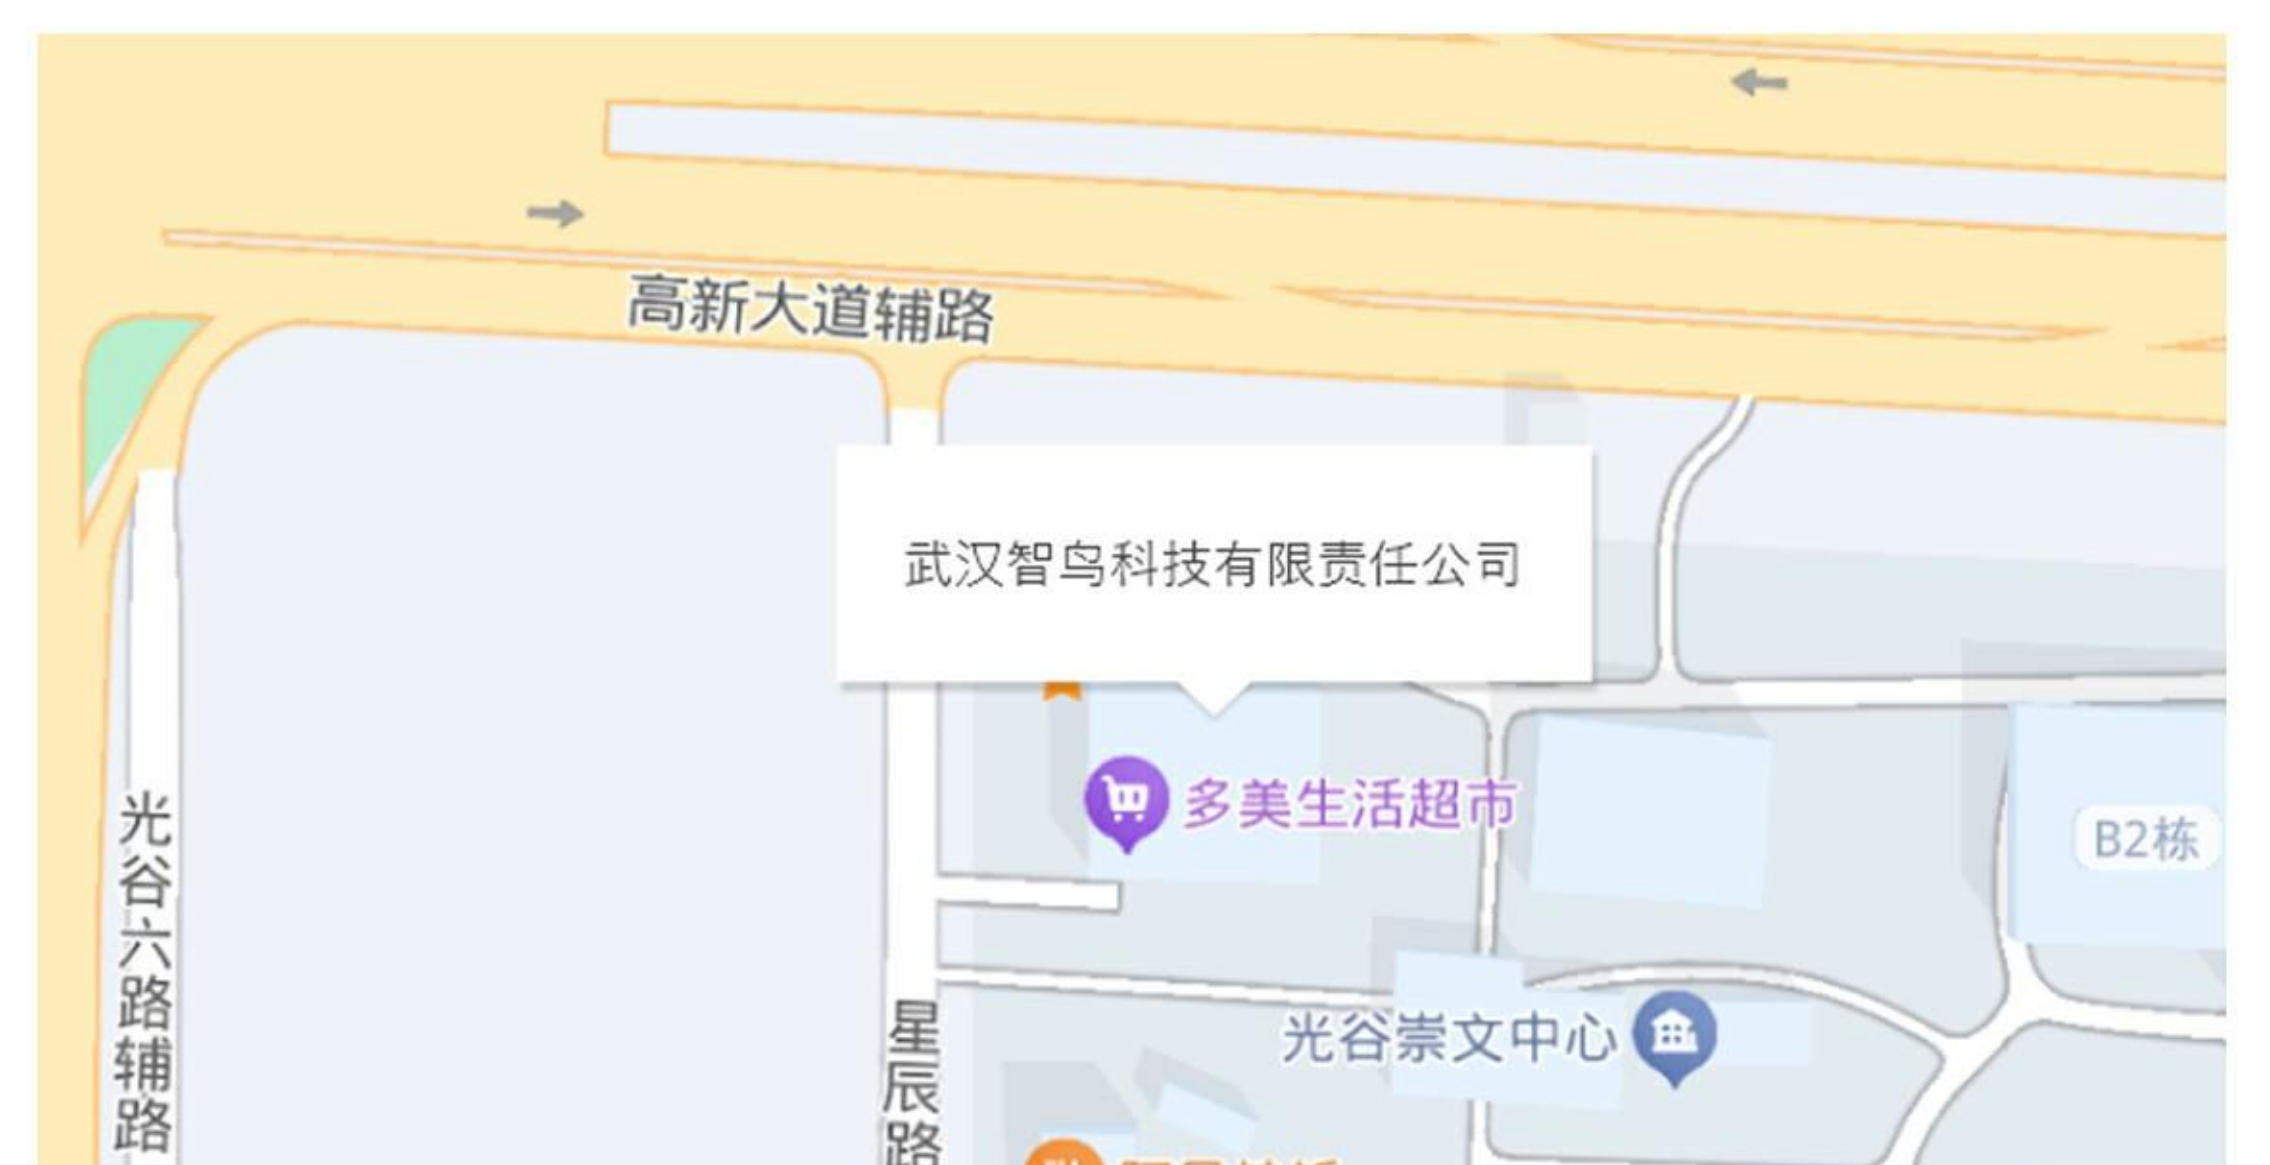 高新大道辅路
武汉智鸟科技有限责任公司
多美生活超市
B2栋
光谷六路辅路
星辰路
光谷崇文中心